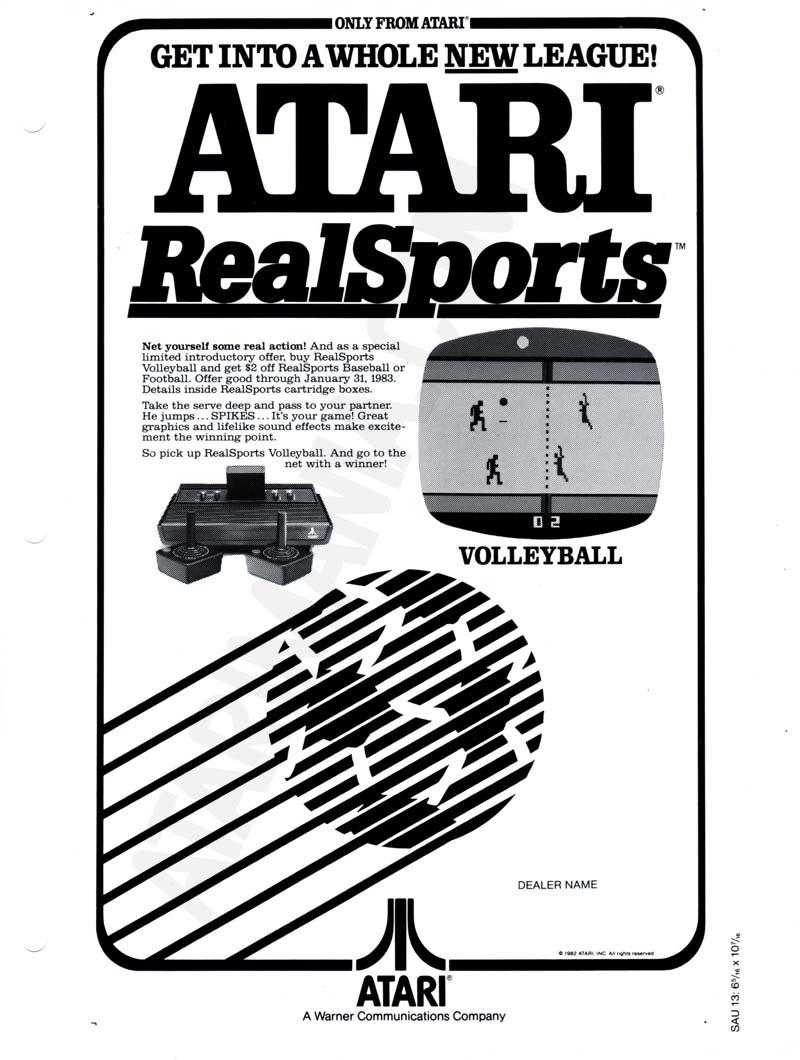 ONLY FROM ATARI®
GET INTO A WHOLE NEW LEAGUE!
ATARI®
RealSports™
Net yourself some real action! And as a special
limited introductory offer, buy RealSports
Volleyball and get $2 off RealSports Baseball or
Football. Offer good through January 31, 1983.
Details inside RealSports cartridge boxes.
Take the serve deep and pass to your partner.
He jumps...SPIKES...It's your game! Great
graphics and lifelike sound effects make excite-
ment the winning point.
So pick up RealSports Volleyball. And go to the
net with a winner!
0 2
VOLLEYBALL
DEALER NAME
© 1982 ATARI, INC. All rights reserved
ATARI®
A Warner Communications Company
SAU 13: 6⁵/₁₆ x 10⁷/₁₆